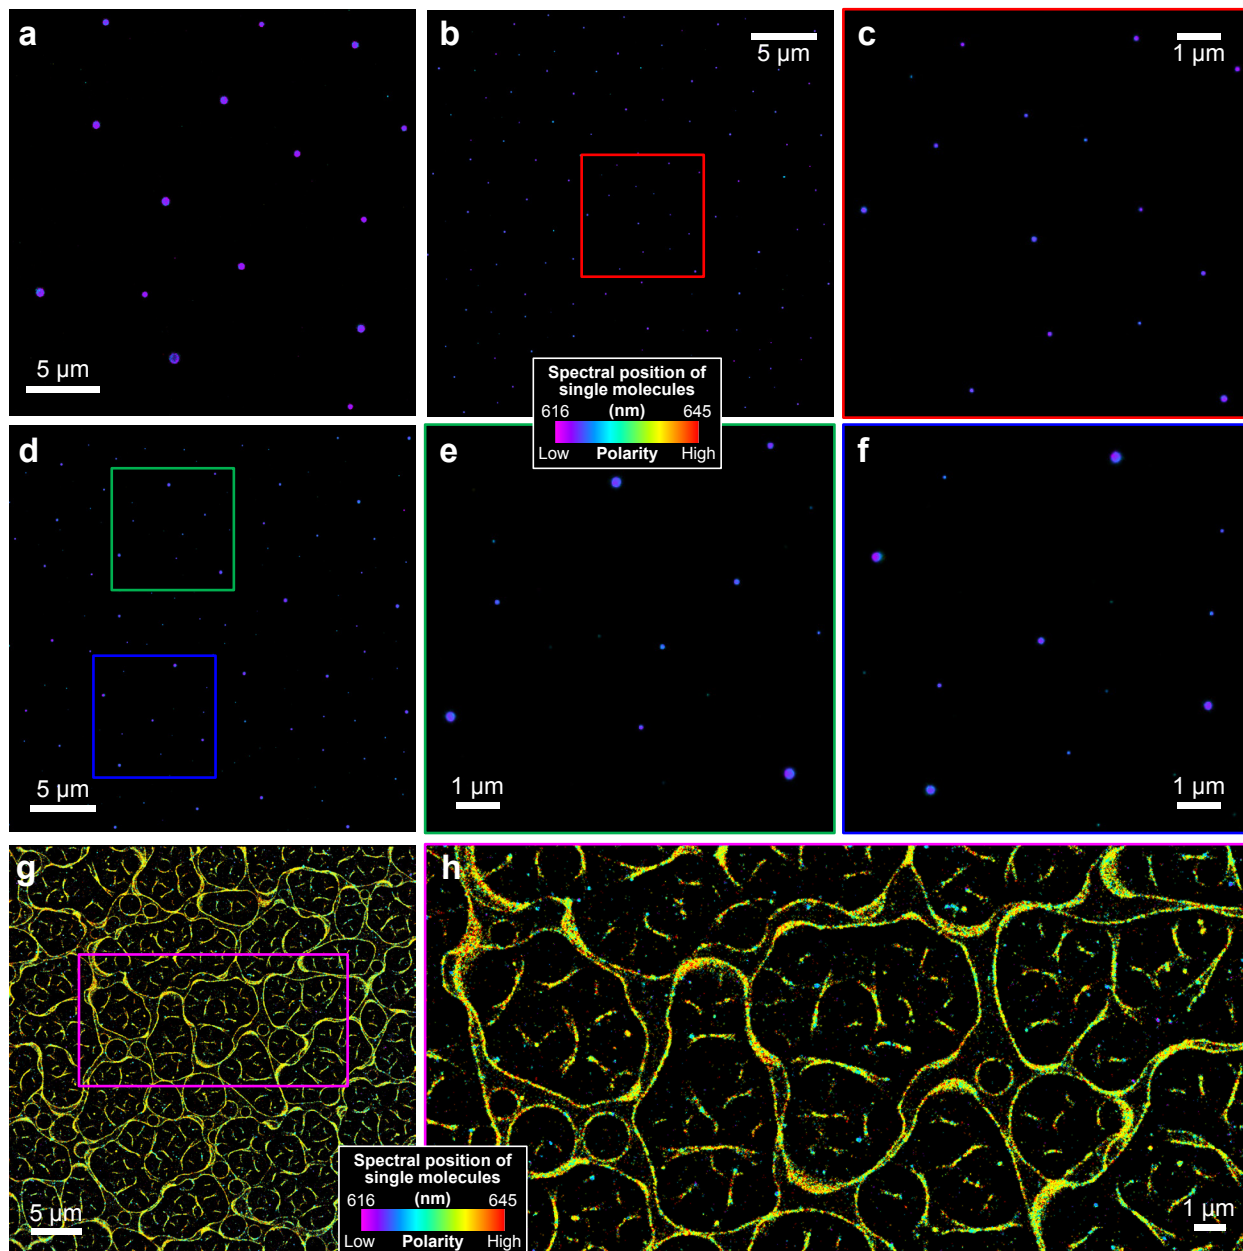 a
b
c
5 µm
1 µm
5 µm
Spectral position of
single molecules
616 (nm) 645
Low Polarity High
d
e
f
5 µm
1 µm
1 µm
g
h
Spectral position of
single molecules
616 (nm) 645
Low Polarity High
5 µm
1 µm